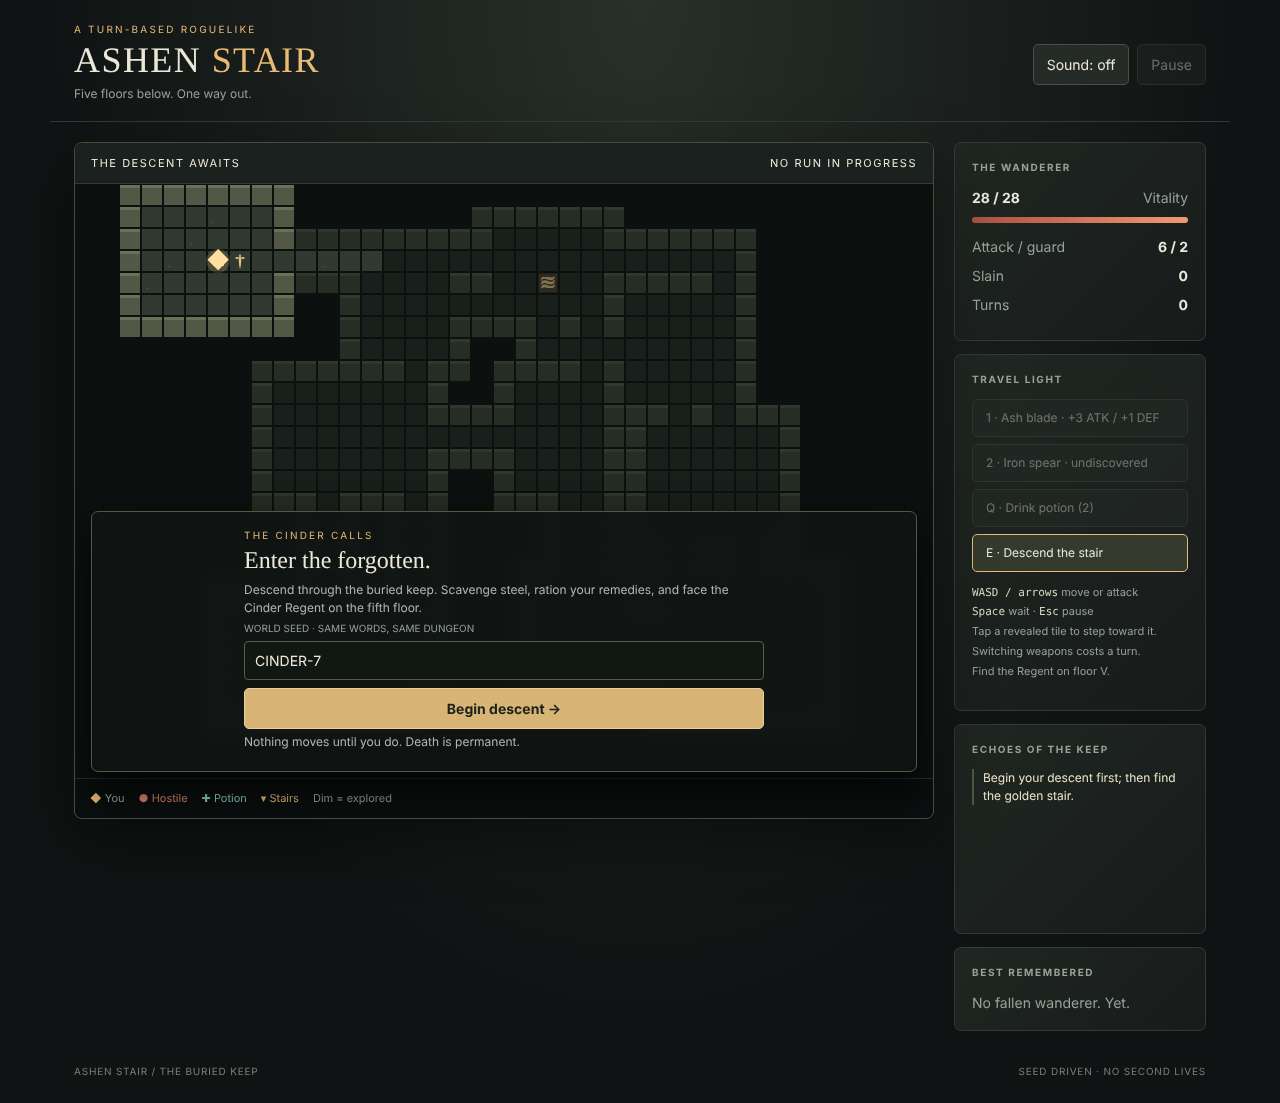 A TURN-BASED ROGUELIKE
ASHEN STAIR
Five floors below. One way out.
Sound: off
Pause
THE DESCENT AWAITS
NO RUN IN PROGRESS
THE CINDER CALLS
Enter the forgotten.
Descend through the buried keep. Scavenge steel, ration your remedies, and face the
Cinder Regent on the fifth floor.
WORLD SEED · SAME WORDS, SAME DUNGEON
CINDER-7
Begin descent →
Nothing moves until you do. Death is permanent.
◆ You ● Hostile ✚ Potion ▾ Stairs Dim = explored
THE WANDERER
28 / 28 Vitality
Attack / guard 6 / 2
Slain 0
Turns 0
TRAVEL LIGHT
1 · Ash blade · +3 ATK / +1 DEF
2 · Iron spear · undiscovered
Q · Drink potion (2)
E · Descend the stair
WASD / arrows move or attack
Space wait · Esc pause
Tap a revealed tile to step toward it.
Switching weapons costs a turn.
Find the Regent on floor V.
ECHOES OF THE KEEP
Begin your descent first; then find
the golden stair.
BEST REMEMBERED
No fallen wanderer. Yet.
ASHEN STAIR / THE BURIED KEEP
SEED DRIVEN · NO SECOND LIVES